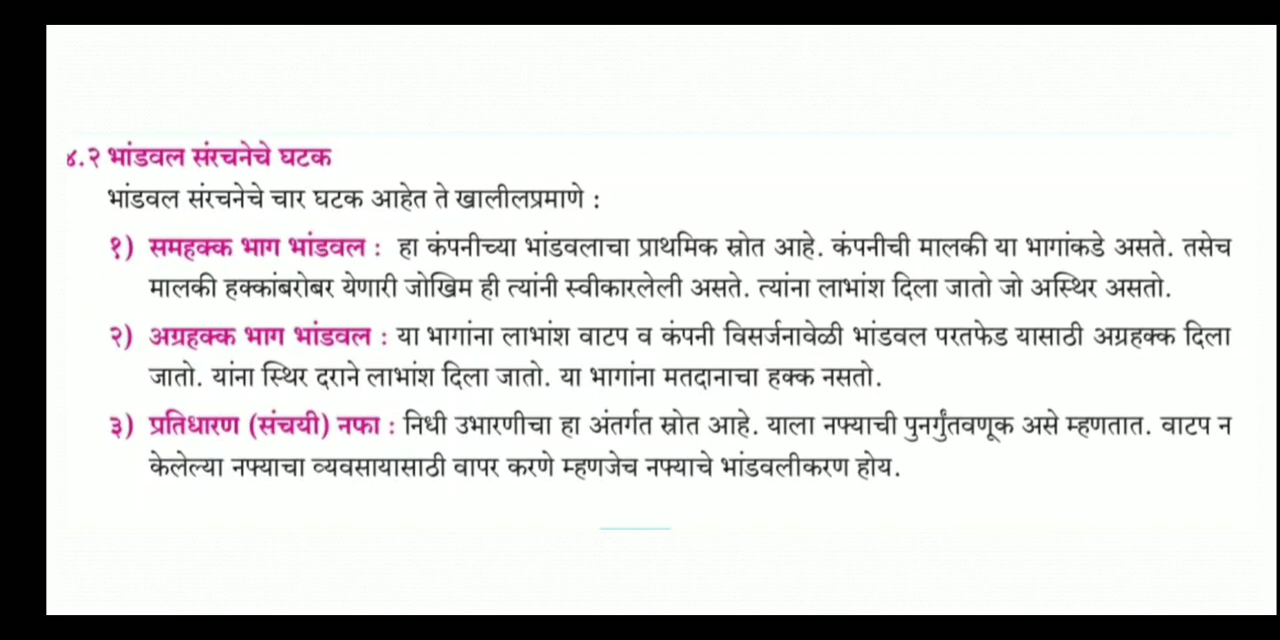 ४.२ भांडवल संरचनेचे घटक
भांडवल संरचनेचे चार घटक आहेत ते खालीलप्रमाणे :
१) समहक्क भाग भांडवल : हा कंपनीच्या भांडवलाचा प्राथमिक स्रोत आहे. कंपनीची मालकी या भागांकडे असते. तसेच
मालकी हक्कांबरोबर येणारी जोखिम ही त्यांनी स्वीकारलेली असते. त्यांना लाभांश दिला जातो जो अस्थिर असतो.
२) अग्रहक्क भाग भांडवल : या भागांना लाभांश वाटप व कंपनी विसर्जनावेळी भांडवल परतफेड यासाठी अग्रहक्क दिला
जातो. यांना स्थिर दराने लाभांश दिला जातो. या भागांना मतदानाचा हक्क नसतो.
३) प्रतिधारण (संचयी) नफा : निधी उभारणीचा हा अंतर्गत स्रोत आहे. याला नफ्याची पुनर्गुंतवणूक असे म्हणतात. वाटप न
केलेल्या नफ्याचा व्यवसायासाठी वापर करणे म्हणजेच नफ्याचे भांडवलीकरण होय.